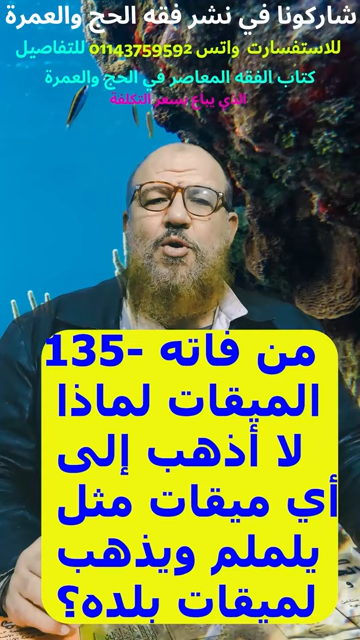 شاركونا في نشر فقه الحج والعمرة
للاستفسارت واتس 01143759592 للتفاصيل
كتاب الفقه المعاصر في الحج والعمرة
الذي يباع بسعر التكلفة
135- من فاته
الميقات لماذا
لا أذهب إلى
أي ميقات مثل
يلملم ويذهب
لميقات بلده؟